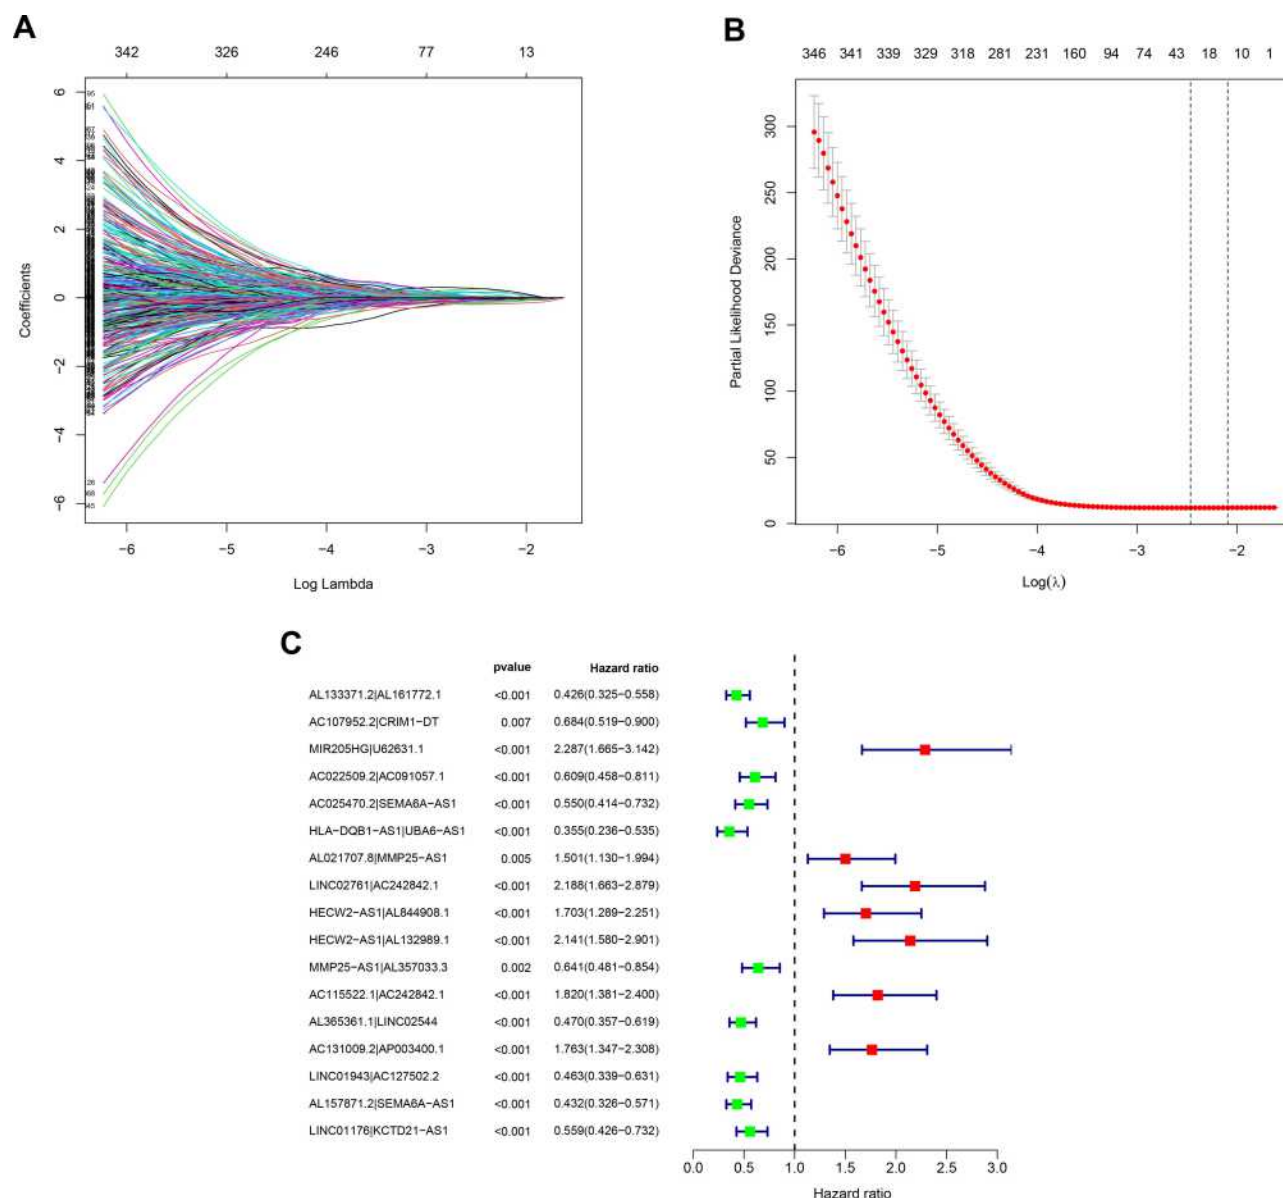 A
342 326 246 77 13
6
4
2
0
−2
−4
−6
Coefficients
−6 −5 −4 −3 −2
Log Lambda
B
346 341 339 329 318 281 231 160 94 74 43 18 10 1
300
250
200
150
100
50
0
Partial Likelihood Deviance
−6 −5 −4 −3 −2
Log(λ)
C
pvalue Hazard ratio
AL133371.2|AL161772.1 <0.001 0.426(0.325−0.558)
AC107952.2|CRIM1−DT 0.007 0.684(0.519−0.900)
MIR205HG|U62631.1 <0.001 2.287(1.665−3.142)
AC022509.2|AC091057.1 <0.001 0.609(0.458−0.811)
AC025470.2|SEMA6A−AS1 <0.001 0.550(0.414−0.732)
HLA−DQB1−AS1|UBA6−AS1 <0.001 0.355(0.236−0.535)
AL021707.8|MMP25−AS1 0.005 1.501(1.130−1.994)
LINC02761|AC242842.1 <0.001 2.188(1.663−2.879)
HECW2−AS1|AL844908.1 <0.001 1.703(1.289−2.251)
HECW2−AS1|AL132989.1 <0.001 2.141(1.580−2.901)
MMP25−AS1|AL357033.3 0.002 0.641(0.481−0.854)
AC115522.1|AC242842.1 <0.001 1.820(1.381−2.400)
AL365361.1|LINC02544 <0.001 0.470(0.357−0.619)
AC131009.2|AP003400.1 <0.001 1.763(1.347−2.308)
LINC01943|AC127502.2 <0.001 0.463(0.339−0.631)
AL157871.2|SEMA6A−AS1 <0.001 0.432(0.326−0.571)
LINC01176|KCTD21−AS1 <0.001 0.559(0.426−0.732)
0.0 0.5 1.0 1.5 2.0 2.5 3.0
Hazard ratio